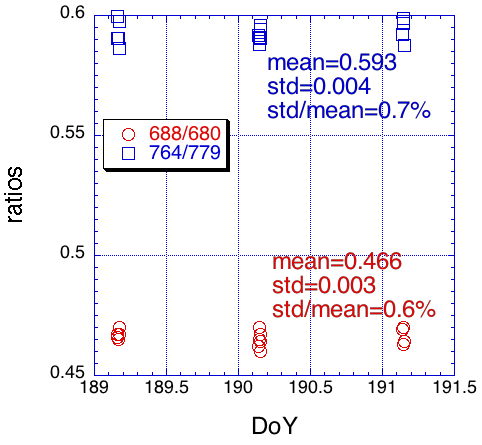 0.6
mean=0.593
std=0.004
std/mean=0.7%
0.55
688/680
764/779
ratios
0.5
mean=0.466
std=0.003
std/mean=0.6%
0.45
189 189.5 190 190.5 191 191.5
DoY